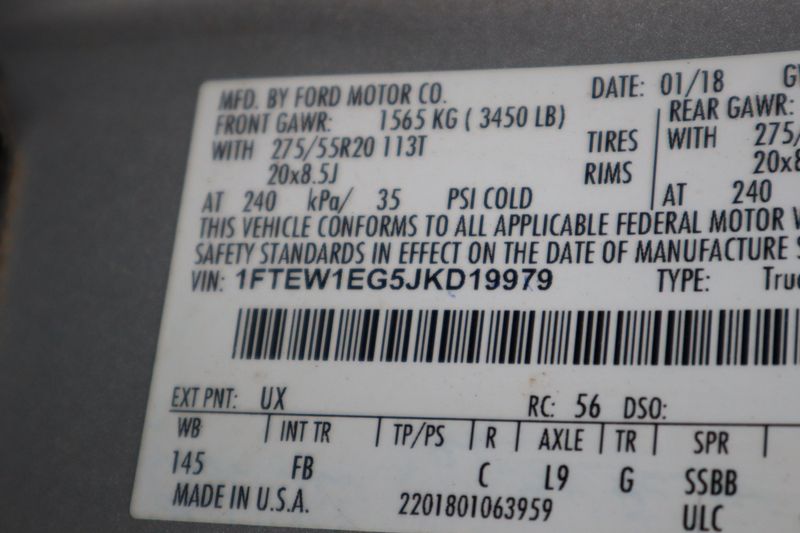 MFD. BY FORD MOTOR CO. DATE: 01/18
FRONT GAWR: 1565 KG ( 3450 LB) REAR GAWR:
WITH 275/55R20 113T TIRES WITH 275/
20x8.5J RIMS
AT 240 kPa/ 35 PSI COLD AT 240
THIS VEHICLE CONFORMS TO ALL APPLICABLE FEDERAL MOTOR
SAFETY STANDARDS IN EFFECT ON THE DATE OF MANUFACTURE
VIN: 1FTEW1EG5JKD19979 TYPE:
EXT PNT: UX RC: 56 DSO:
WB INT TR TP/PS R AXLE TR SPR
145 FB C L9 G SSBB
MADE IN U.S.A. 2201801063959 ULC